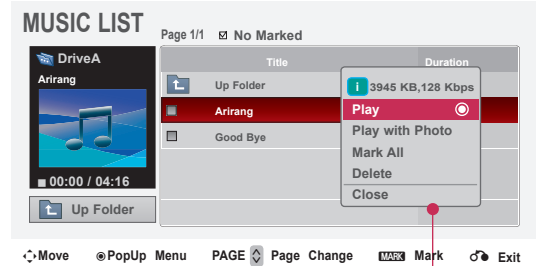 MUSIC LIST
Page 1/1 No Marked
DriveA
Arirang
00:00 / 04:16
Up Folder
Title Duration
Up Folder
Arirang
Good Bye
i 3945 KB,128 Kbps
Play
Play with Photo
Mark All
Delete
Close
Move PopUp Menu PAGE Page Change MARK Mark Exit